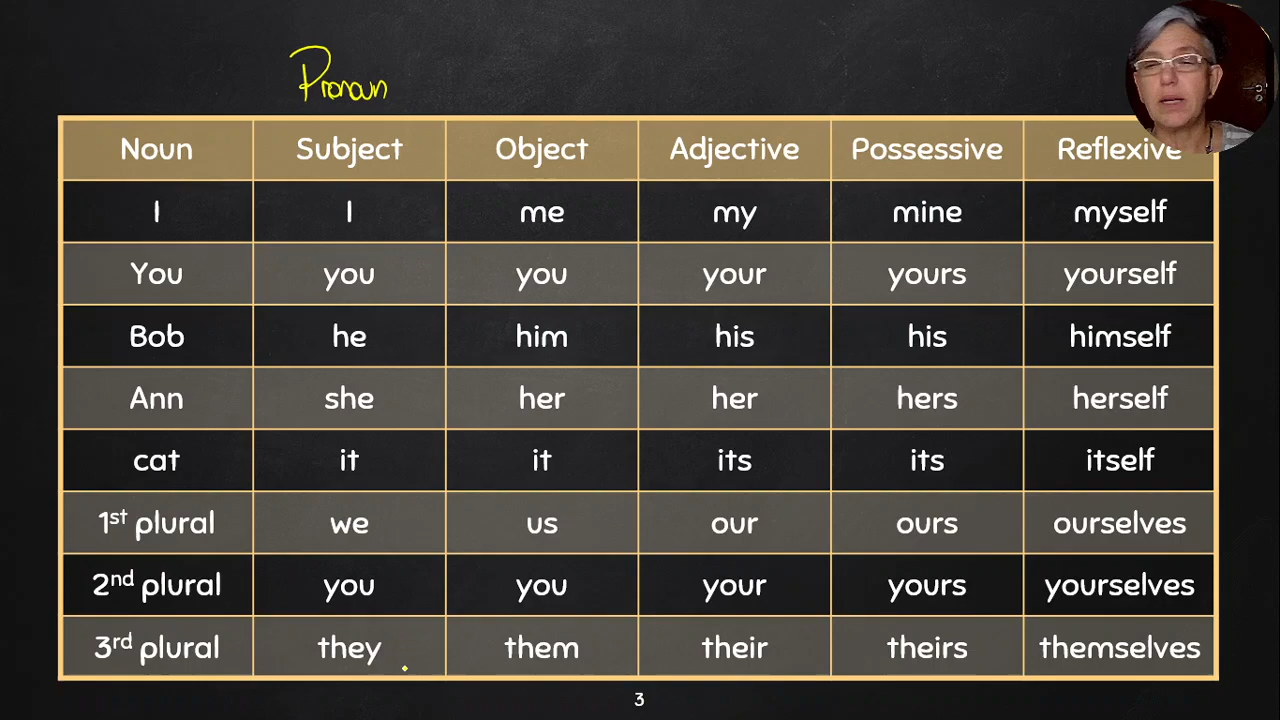 Pronoun
Noun Subject Object Adjective Possessive Reflexive
I I me my mine myself
You you you your yours yourself
Bob he him his his himself
Ann she her her hers herself
cat it it its its itself
1st plural we us our ours ourselves
2nd plural you you your yours yourselves
3rd plural they them their theirs themselves
3